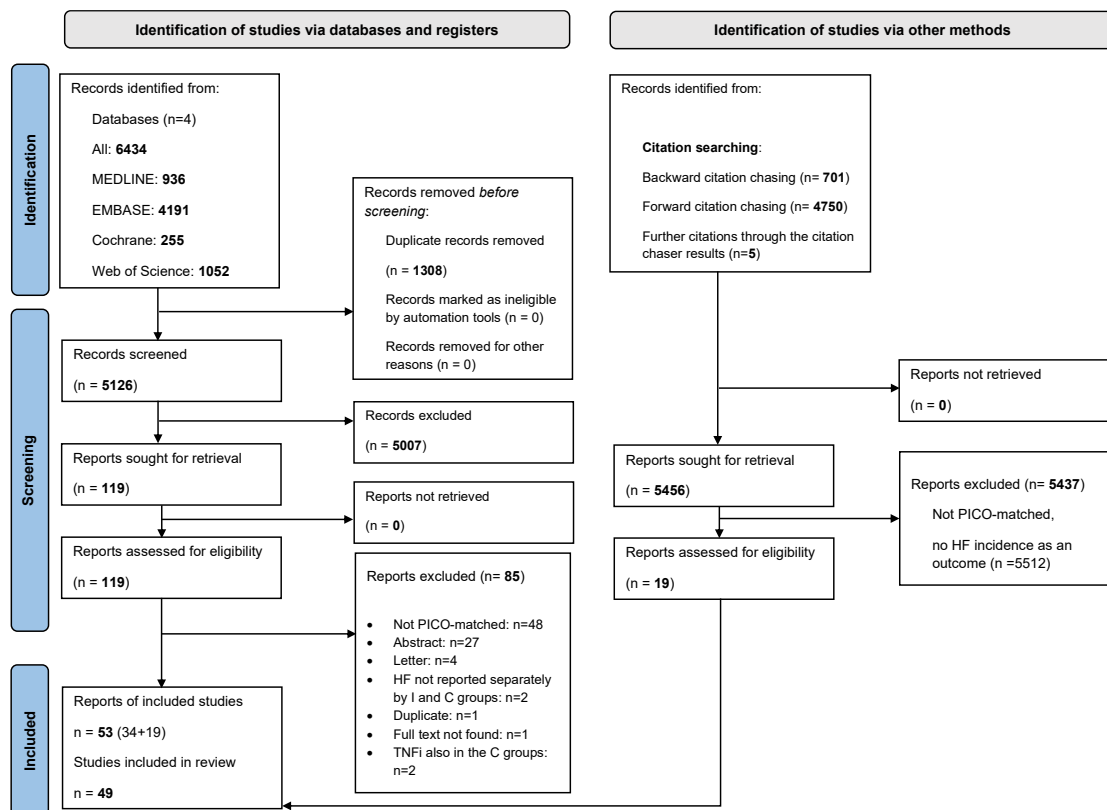 Identification of studies via databases and registers
Identification of studies via other methods
Identification
Records identified from:
Databases (n=4)
All: 6434
MEDLINE: 936
EMBASE: 4191
Cochrane: 255
Web of Science: 1052
Records removed before
screening:
Duplicate records removed
(n = 1308)
Records marked as ineligible
by automation tools (n = 0)
Records removed for other
reasons (n = 0)
Records identified from:
Citation searching:
Backward citation chasing (n= 701)
Forward citation chasing (n= 4750)
Further citations through the citation
chaser results (n=5)
Screening
Records screened
(n = 5126)
Records excluded
(n = 5007)
Reports sought for retrieval
(n = 119)
Reports not retrieved
(n = 0)
Reports assessed for eligibility
(n = 119)
Reports excluded (n= 85)
• Not PICO-matched: n=48
• Abstract: n=27
• Letter: n=4
• HF not reported separately
by I and C groups: n=2
• Duplicate: n=1
• Full text not found: n=1
• TNFi also in the C groups:
n=2
Reports not retrieved
(n = 0)
Reports sought for retrieval
(n = 5456)
Reports excluded (n= 5437)
Not PICO-matched,
no HF incidence as an
outcome (n =5512)
Reports assessed for eligibility
(n = 19)
Included
Reports of included studies
n = 53 (34+19)
Studies included in review
n = 49